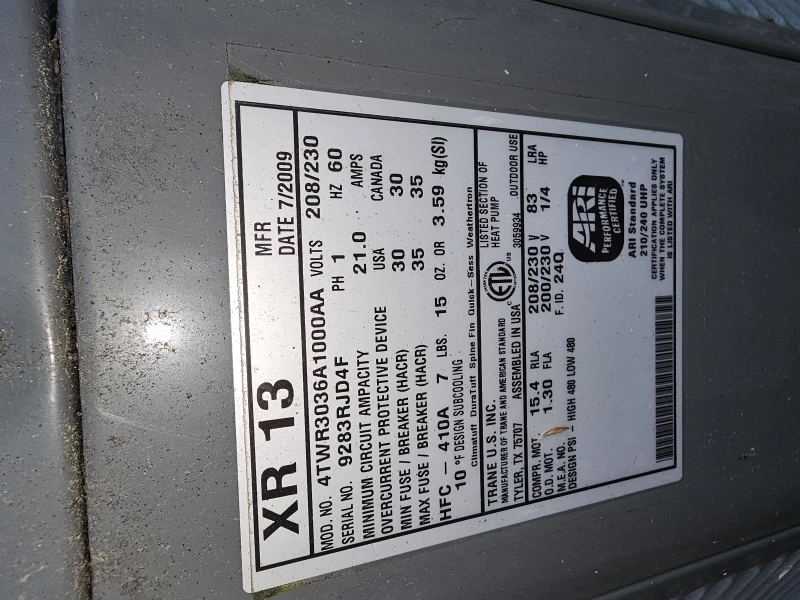 XR 13
MFR
DATE 7/2009
MOD. NO. 4TWR3036A1000AA VOLTS 208/230
SERIAL NO. 9283RJD4F PH 1 HZ 60
MINIMUM CIRCUIT AMPACITY 21.0 AMPS
OVERCURRENT PROTECTIVE DEVICE USA CANADA
MIN FUSE / BREAKER (HACR) 30 30
MAX FUSE / BREAKER (HACR) 35 35
HFC - 410A 7 LBS. 15 OZ. OR 3.59 kg(SI)
10 °F DESIGN SUBCOOLING
Climatuff DuraTuff Spine Fin Quick-Sess Weathertron
TRANE U.S. INC.
MANUFACTURER OF TRANE AND AMERICAN STANDARD
TYLER, TX 75707 ASSEMBLED IN USA
C ETL US
LISTED SECTION OF
HEAT PUMP
3059934 OUTDOOR USE
COMPR. MOT. 15.4 RLA 208/230 V 83 LRA
O.D. MOT. 1.30 FLA 200/230 V 1/4 HP
M.E.A. NO. F. ID. 24Q
DESIGN PSI - HIGH 480 LOW 480
ARI
PERFORMANCE
CERTIFIED
TM
ARI Standard
210/240 UHP
CERTIFICATION APPLIES ONLY
WHEN THE COMPLETE SYSTEM
IS LISTED WITH ARI